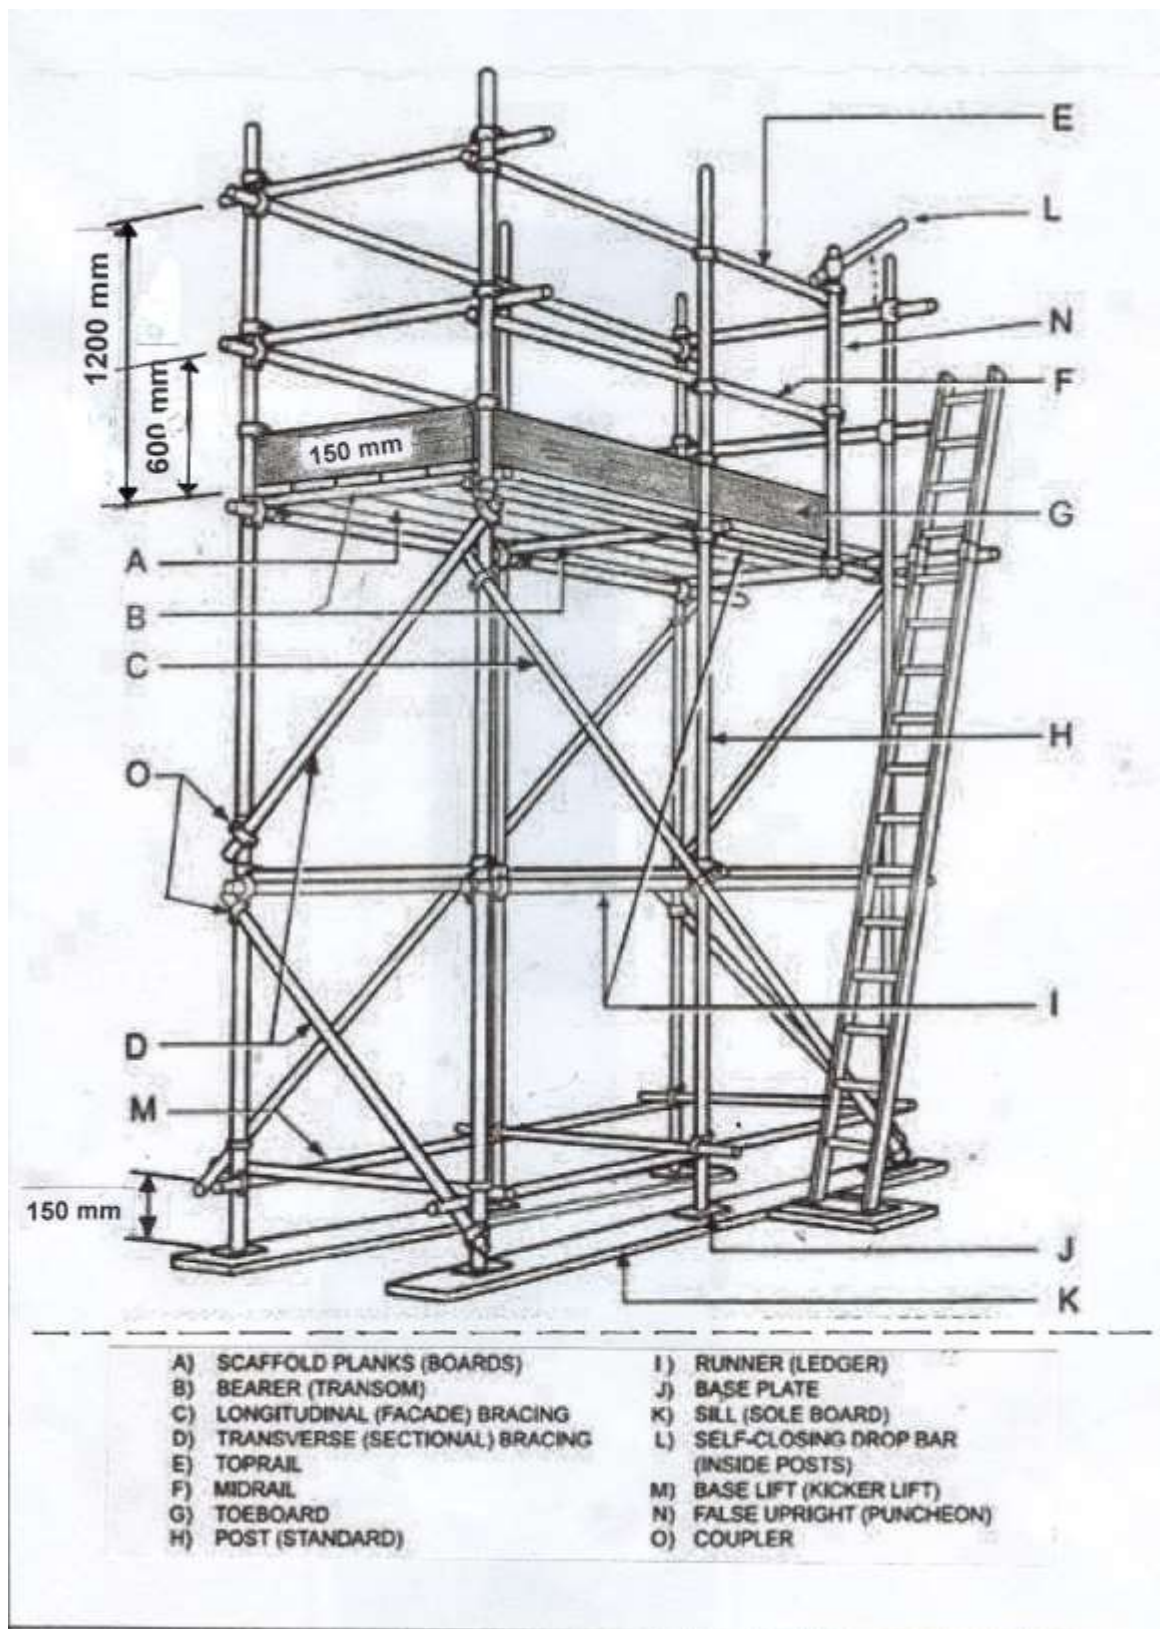 E
L
1200 mm
N
600 mm
F
150 mm
G
A
B
C
H
O
I
D
M
150 mm
J
K
A) SCAFFOLD PLANKS (BOARDS)
B) BEARER (TRANSOM)
C) LONGITUDINAL (FACADE) BRACING
D) TRANSVERSE (SECTIONAL) BRACING
E) TOPRAIL
F) MIDRAIL
G) TOEBOARD
H) POST (STANDARD)
I) RUNNER (LEDGER)
J) BASE PLATE
K) SILL (SOLE BOARD)
L) SELF-CLOSING DROP BAR
(INSIDE POSTS)
M) BASE LIFT (KICKER LIFT)
N) FALSE UPRIGHT (PUNCHEON)
O) COUPLER